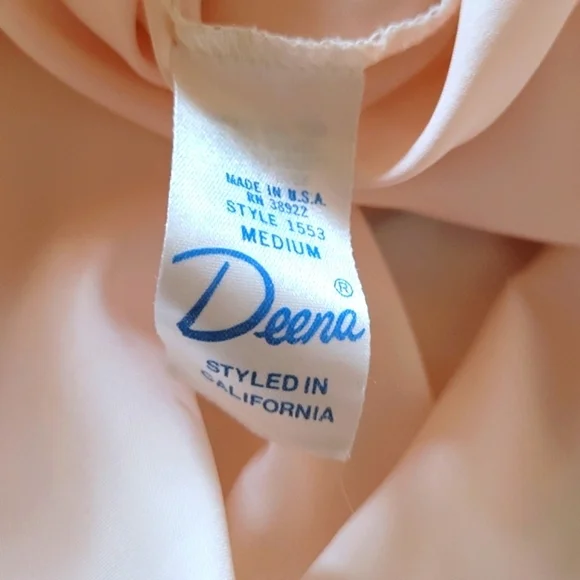 MADE IN U.S.A.
RN 38922
STYLE 1553
MEDIUM
Deena®
STYLED IN
CALIFORNIA